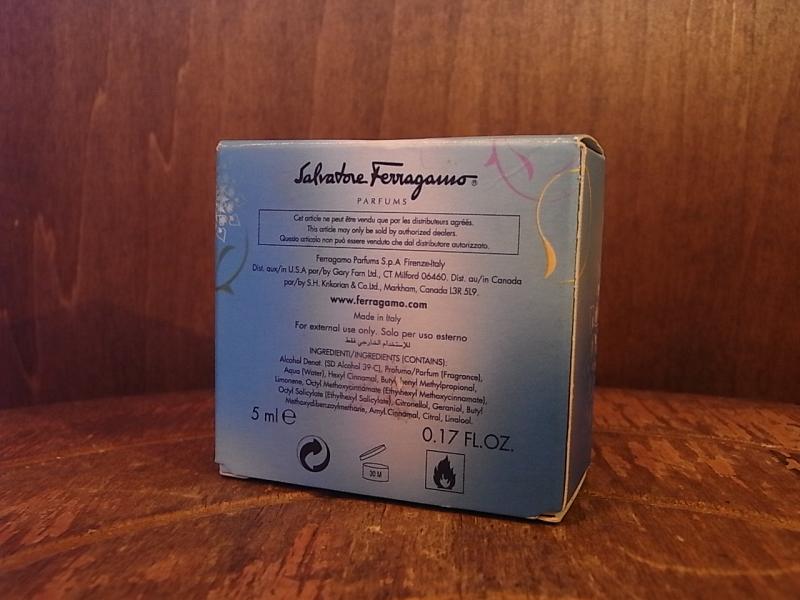 Salvatore Ferragamo®
PARFUMS
Cet article ne peut être vendu que par les distributeurs agréés.
This article may only be sold by authorized dealers.
Questo articolo non può essere venduto che dal distributore autorizzato.
Ferragamo Parfums S.p.A Firenze-Italy
Dist. aux/in U.S.A par/by Gary Farn Ltd., CT Milford 06460. Dist. au/in Canada
par/by S.H. Krikorian & Co.Ltd., Markham, Canada L3R 5L9.
www.ferragamo.com
Made in Italy
For external use only. Solo per uso esterno
للإستخدام الخارجي فقط
INGREDIENTI/INGREDIENTS (CONTAINS):
Alcohol Denat. (SD Alcohol 39-C), Profumo/Parfum (Fragrance),
Aqua (Water), Hexyl Cinnamal, Butylphenyl Methylpropional,
Limonene, Octyl Methoxycinnamate (Ethylhexyl Methoxycinnamate),
Octyl Salicylate (Ethylhexyl Salicylate), Citronellol, Geraniol, Butyl
Methoxydibenzoylmethane, Amyl Cinnamal, Citral, Linalool.
5 ml e
0.17 FL.OZ.
30 M